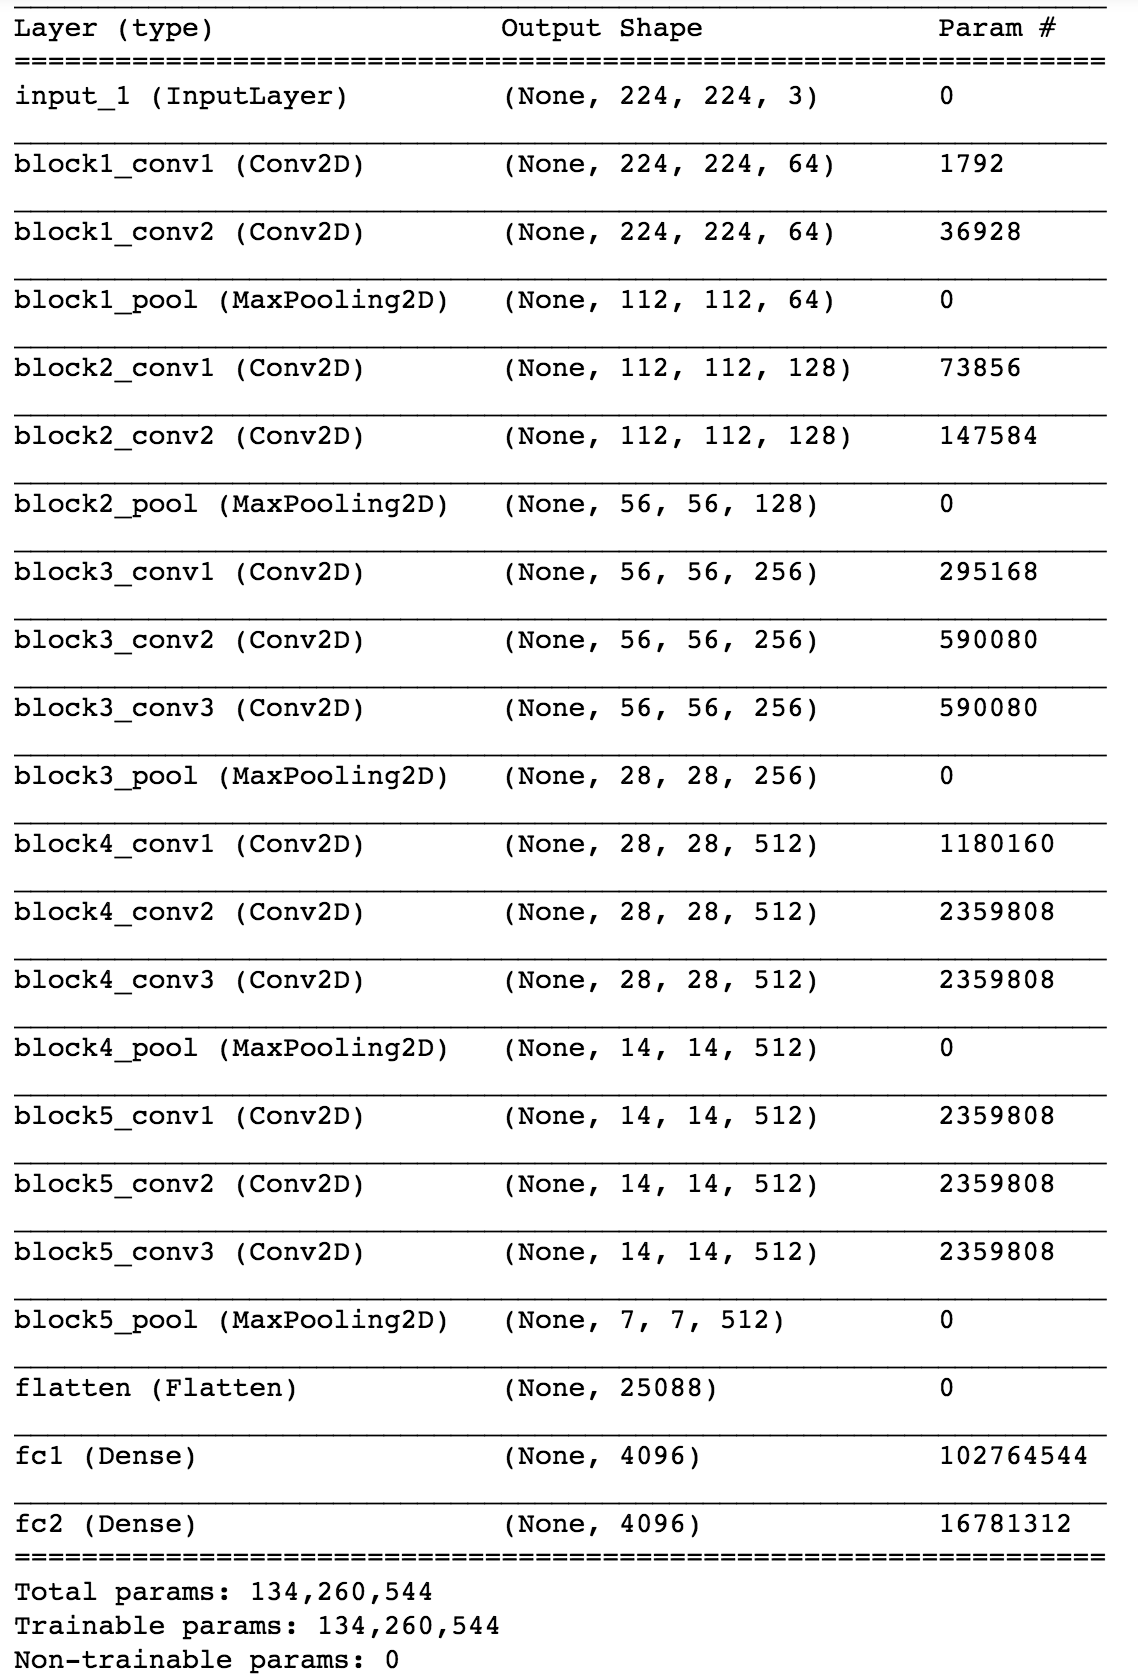 Layer (type) Output Shape Param #
=================================================================
input_1 (InputLayer) (None, 224, 224, 3) 0
block1_conv1 (Conv2D) (None, 224, 224, 64) 1792
block1_conv2 (Conv2D) (None, 224, 224, 64) 36928
block1_pool (MaxPooling2D) (None, 112, 112, 64) 0
block2_conv1 (Conv2D) (None, 112, 112, 128) 73856
block2_conv2 (Conv2D) (None, 112, 112, 128) 147584
block2_pool (MaxPooling2D) (None, 56, 56, 128) 0
block3_conv1 (Conv2D) (None, 56, 56, 256) 295168
block3_conv2 (Conv2D) (None, 56, 56, 256) 590080
block3_conv3 (Conv2D) (None, 56, 56, 256) 590080
block3_pool (MaxPooling2D) (None, 28, 28, 256) 0
block4_conv1 (Conv2D) (None, 28, 28, 512) 1180160
block4_conv2 (Conv2D) (None, 28, 28, 512) 2359808
block4_conv3 (Conv2D) (None, 28, 28, 512) 2359808
block4_pool (MaxPooling2D) (None, 14, 14, 512) 0
block5_conv1 (Conv2D) (None, 14, 14, 512) 2359808
block5_conv2 (Conv2D) (None, 14, 14, 512) 2359808
block5_conv3 (Conv2D) (None, 14, 14, 512) 2359808
block5_pool (MaxPooling2D) (None, 7, 7, 512) 0
flatten (Flatten) (None, 25088) 0
fc1 (Dense) (None, 4096) 102764544
fc2 (Dense) (None, 4096) 16781312
=================================================================
Total params: 134,260,544
Trainable params: 134,260,544
Non-trainable params: 0